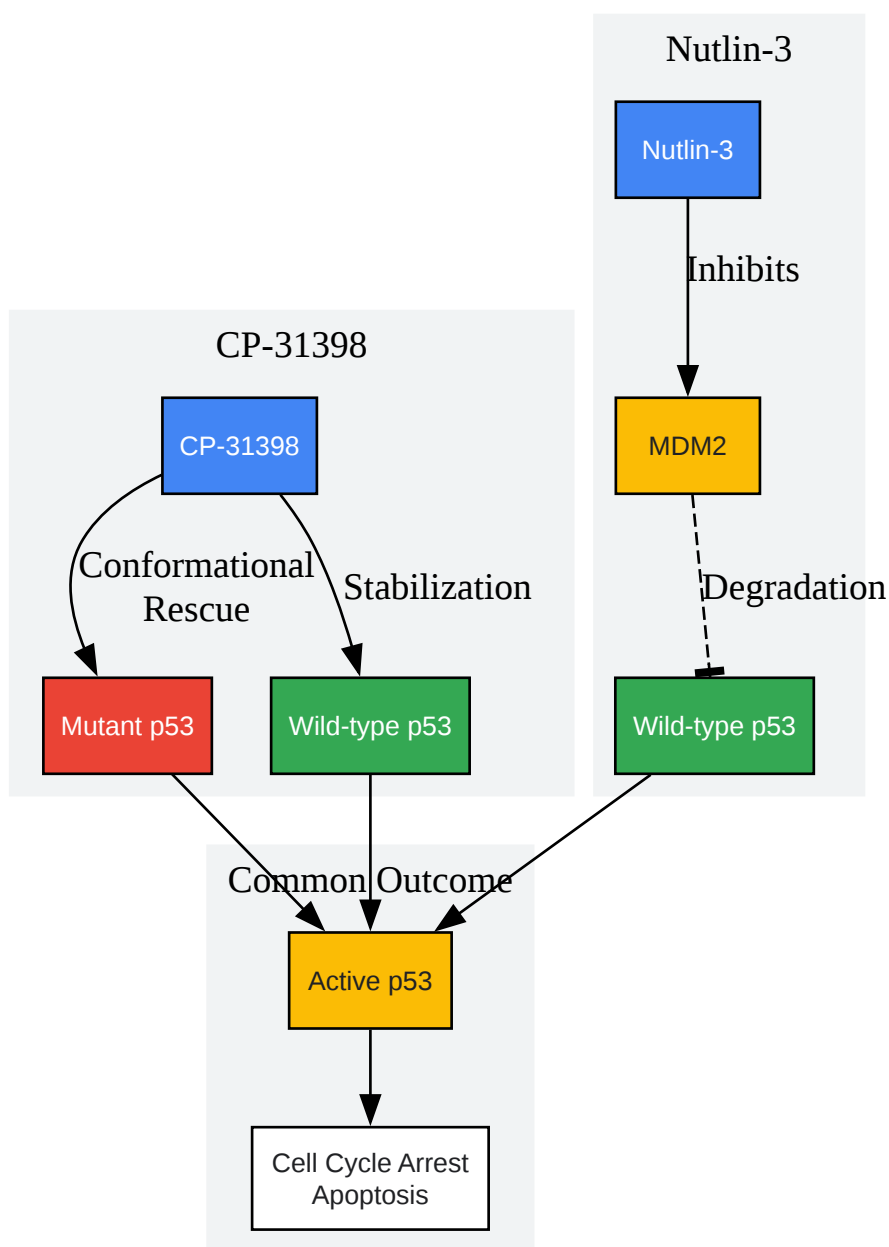 Nutlin-3
Nutlin-3
Inhibits
CP-31398
CP-31398
MDM2
Conformational
Rescue
Stabilization
Degradation
Mutant p53
Wild-type p53
Wild-type p53
Common Outcome
Active p53
Cell Cycle Arrest
Apoptosis